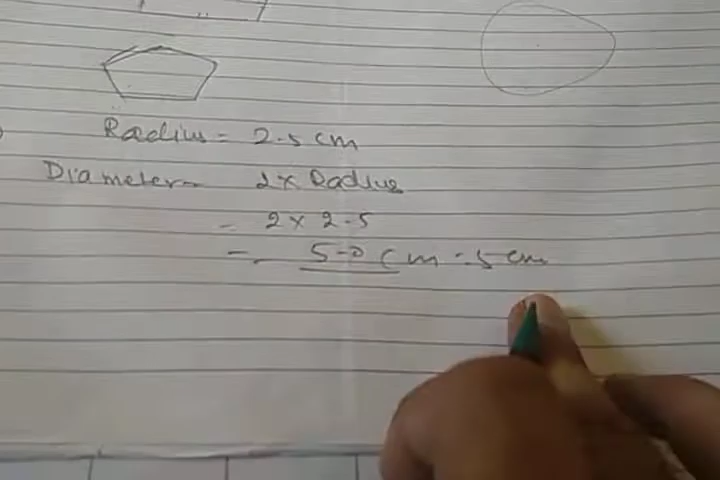 Radius = 2.5 cm
Diameter = 2 x Radius
= 2 x 2.5
= 5.0 cm = 5 cm